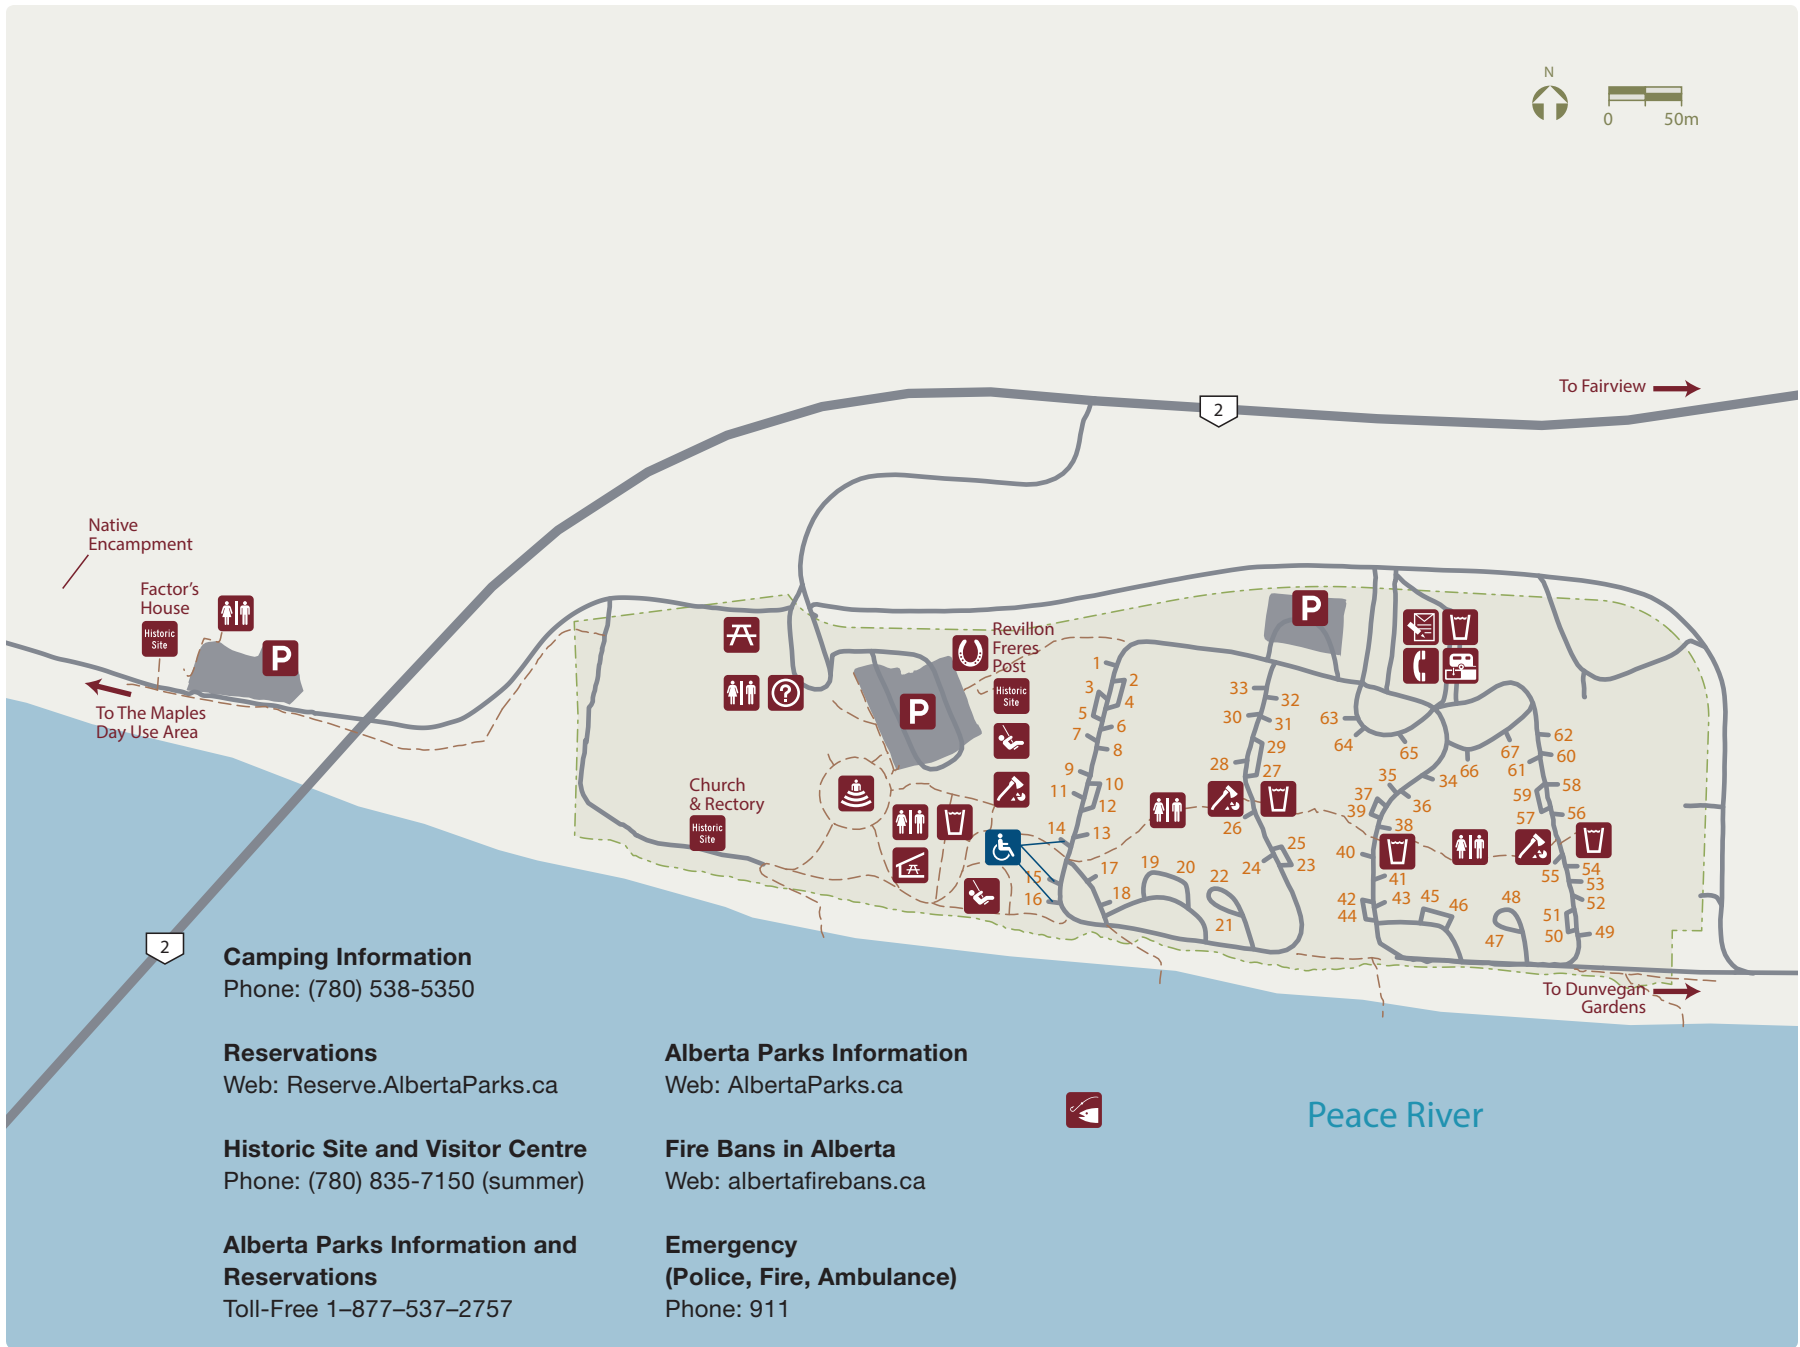 N
0 50m
To Fairview
2
Native
Encampment
Factor's
House
Historic
Site
P
To The Maples
Day Use Area
?
P
Revillon
Freres
Post
Historic
Site
Church
& Rectory
Historic
Site
P
1
2
3
4
5
6
7
8
9
10
11
12
13
14
15
16
17
18
19
20
21
22
23
24
25
26
27
28
29
30
31
32
33
34
35
36
37
38
39
40
41
42
43
44
45
46
47
48
49
50
51
52
53
54
55
56
57
58
59
60
61
62
63
64
65
66
67
To Dunvegan
Gardens
2
Camping Information
Phone: (780) 538-5350
Reservations
Web: Reserve.AlbertaParks.ca
Historic Site and Visitor Centre
Phone: (780) 835-7150 (summer)
Alberta Parks Information and
Reservations
Toll-Free 1–877–537–2757
Alberta Parks Information
Web: AlbertaParks.ca
Fire Bans in Alberta
Web: albertafirebans.ca
Emergency
(Police, Fire, Ambulance)
Phone: 911
Peace River